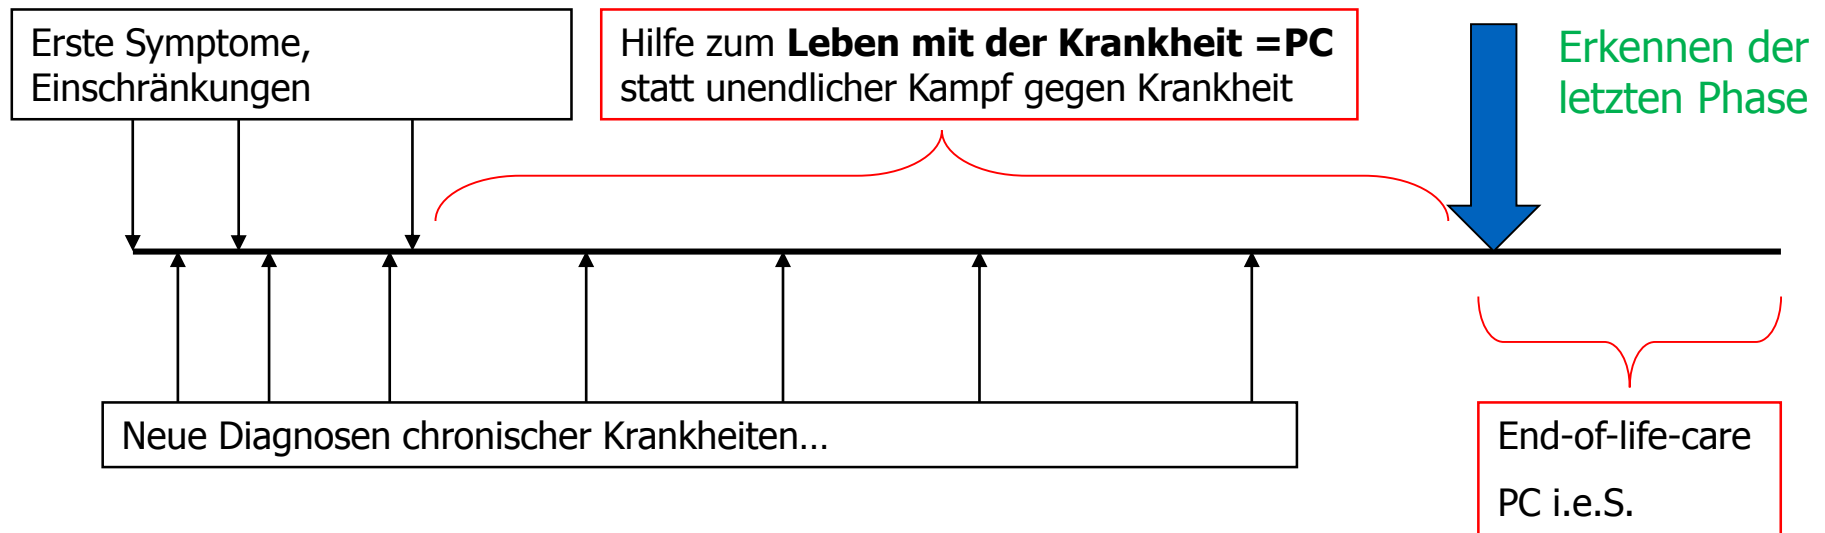 Erste Symptome,
Einschränkungen
Hilfe zum Leben mit der Krankheit =PC
statt unendlicher Kampf gegen Krankheit
Erkennen der
letzten Phase
Neue Diagnosen chronischer Krankheiten…
End-of-life-care
PC i.e.S.